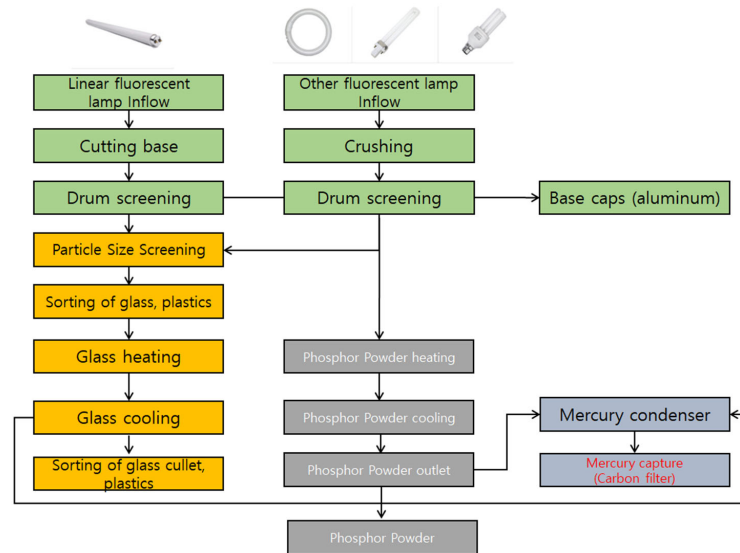 Linear fluorescent
lamp Inflow
Other fluorescent lamp
Inflow
Cutting base
Crushing
Drum screening
Drum screening
Base caps (aluminum)
Particle Size Screening
Sorting of glass, plastics
Glass heating
Phosphor Powder heating
Glass cooling
Phosphor Powder cooling
Mercury condenser
Sorting of glass cullet,
plastics
Phosphor Powder outlet
Mercury capture
(Carbon filter)
Phosphor Powder